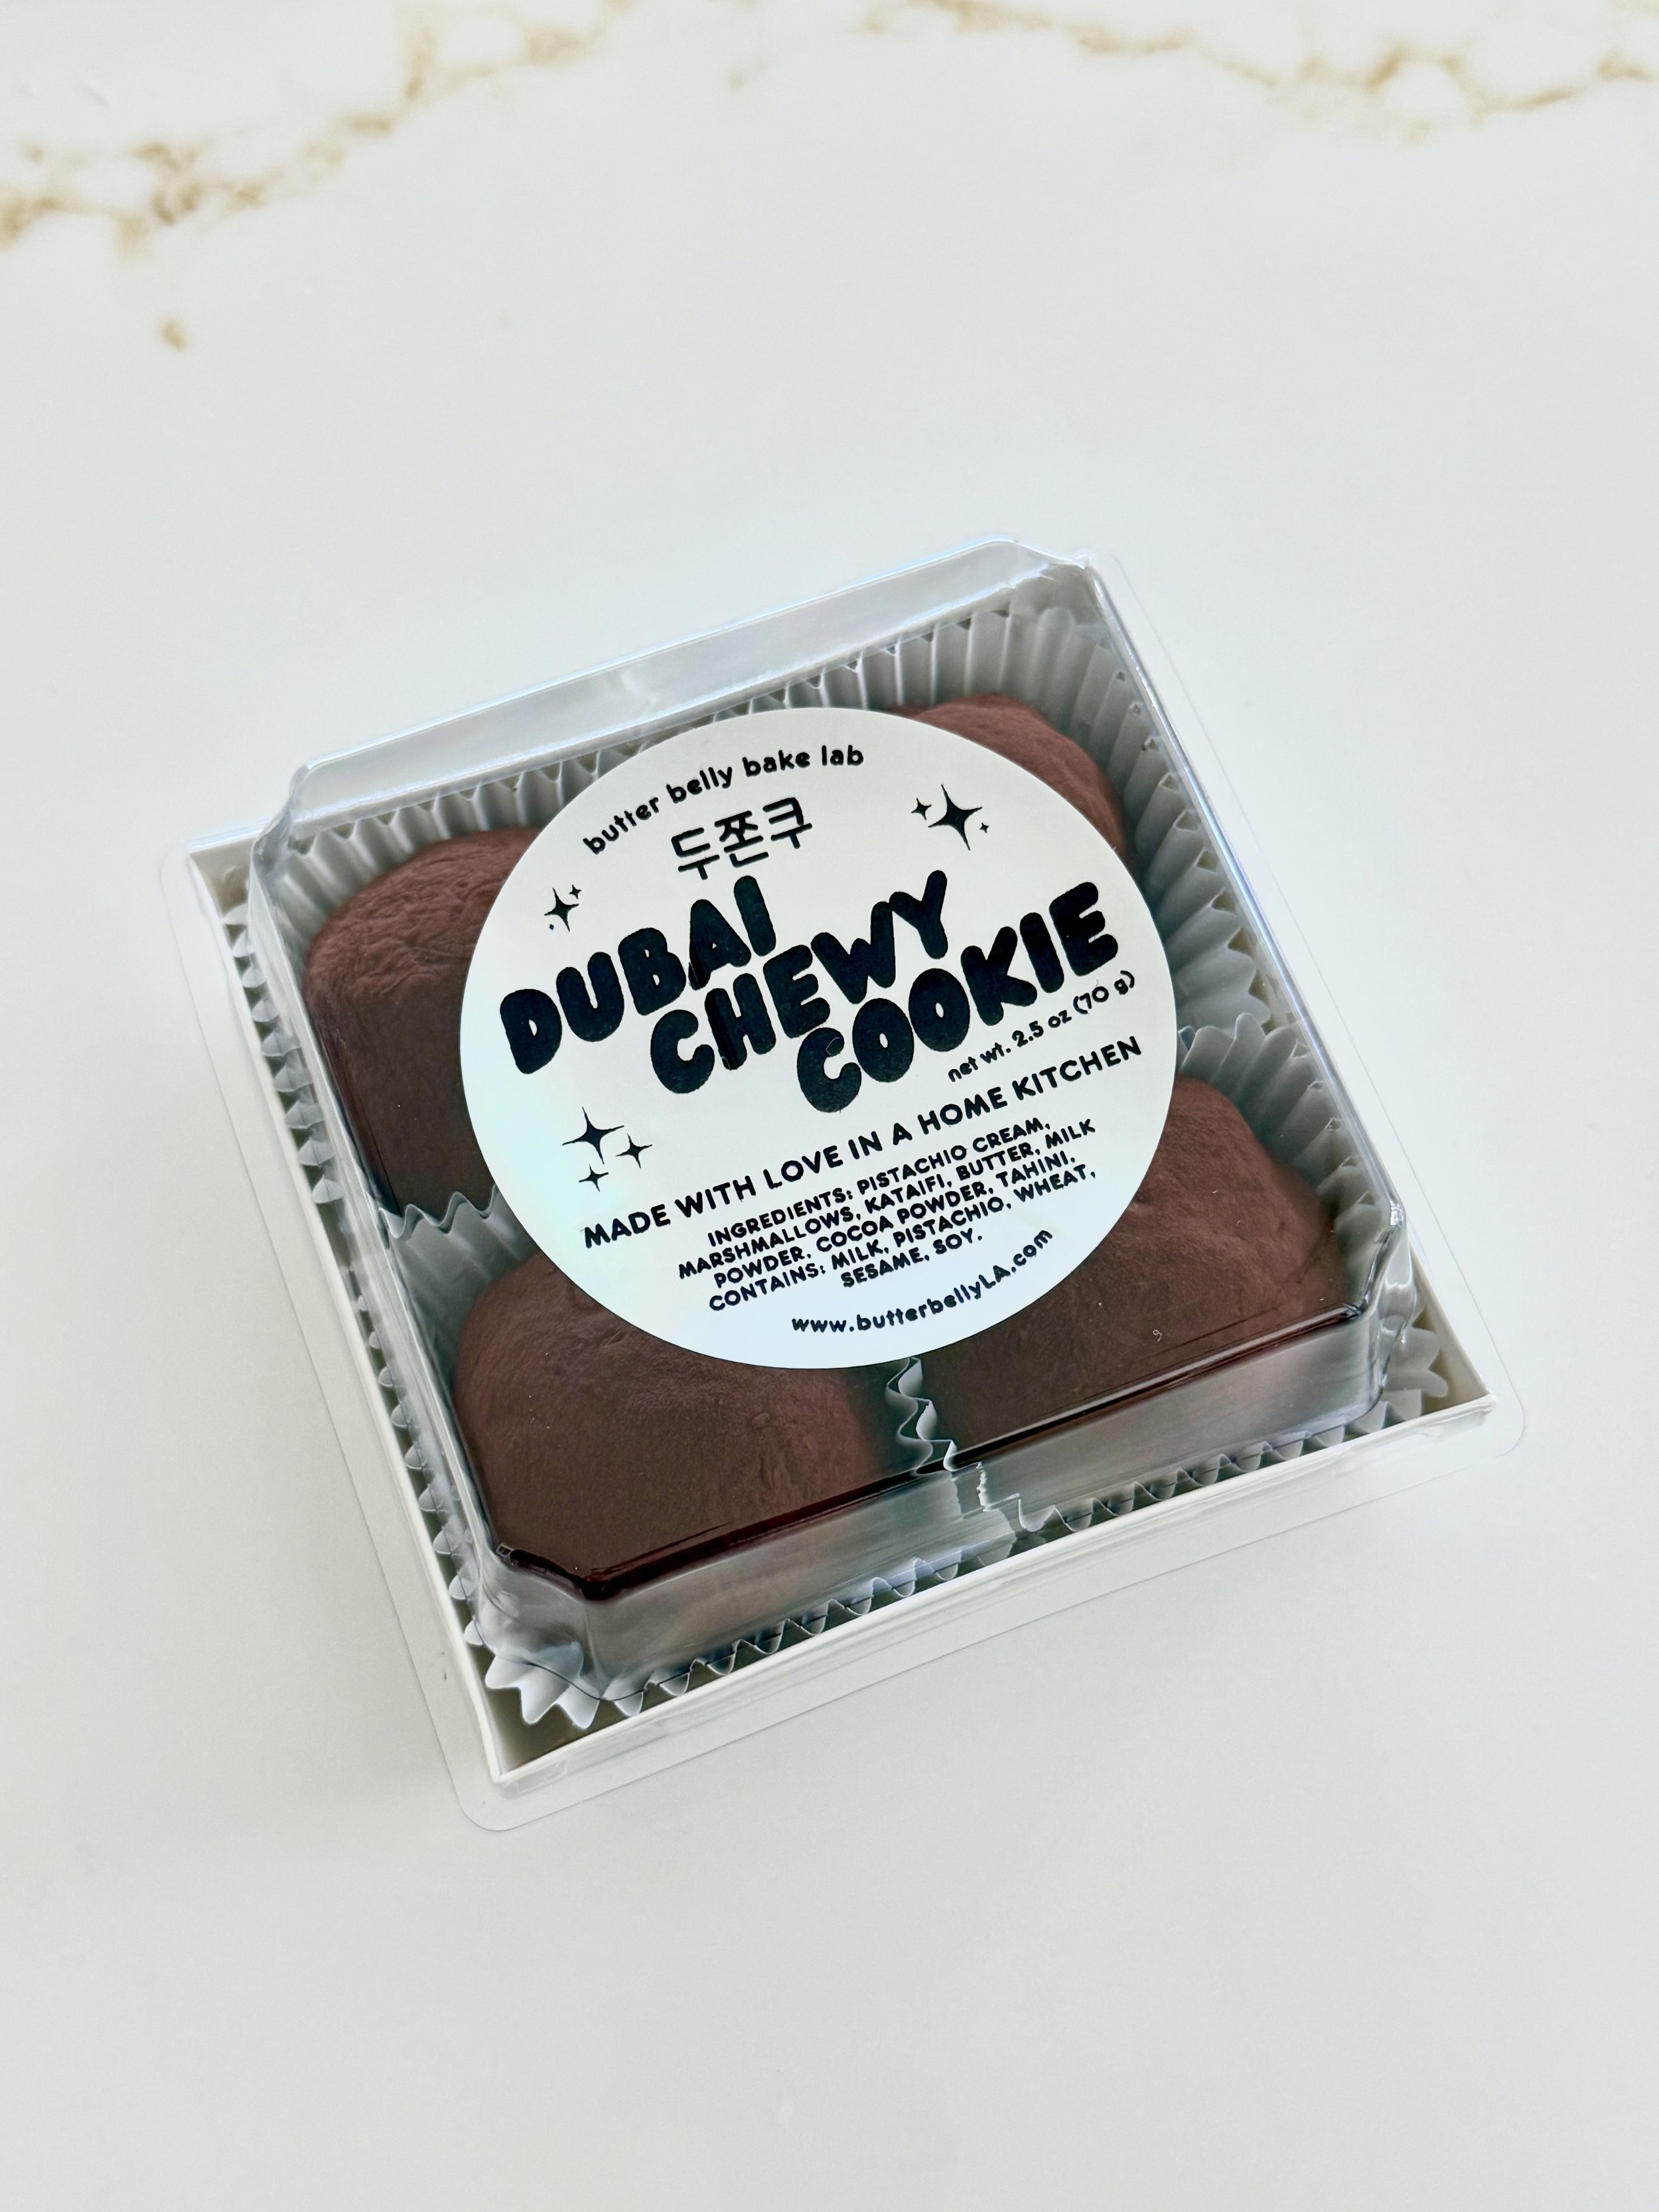 butter belly bake lab
두쫀쿠
DUBAI
CHEWY
COOKIE
net wt. 2.5 oz (70 g)
MADE WITH LOVE IN A HOME KITCHEN
INGREDIENTS: PISTACHIO CREAM,
MARSHMALLOWS, KATAIFI, BUTTER, MILK
POWDER, COCOA POWDER, TAHINI.
CONTAINS: MILK, PISTACHIO, WHEAT,
SESAME, SOY.
www.butterbellyLA.com